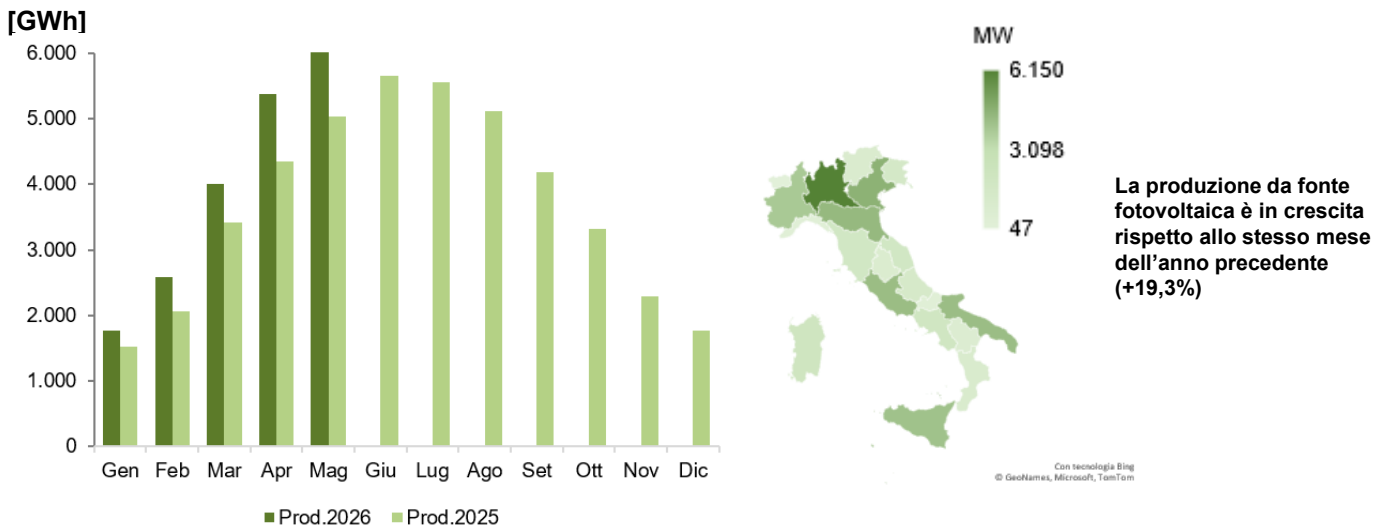 [GWh]
6.000
5.000
4.000
3.000
2.000
1.000
0
Gen Feb Mar Apr Mag Giu Lug Ago Set Ott Nov Dic
Prod.2026 Prod.2025
MW
6.150
3.098
47
Con tecnologia Bing
© GeoNames, Microsoft, TomTom
La produzione da fonte
fotovoltaica è in crescita
rispetto allo stesso mese
dell’anno precedente
(+19,3%)